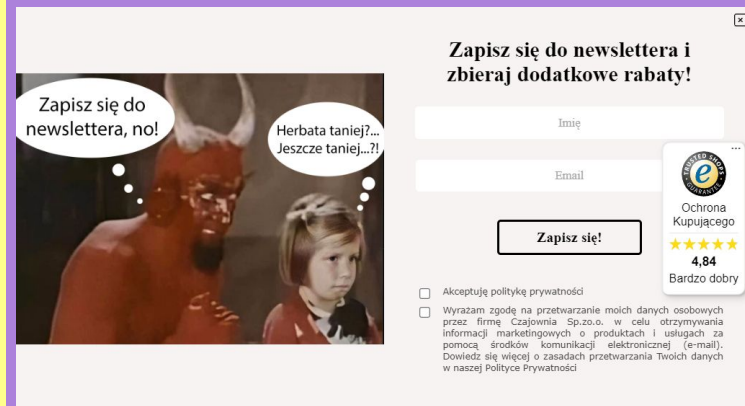 Zapisz się do newslettera i
zbieraj dodatkowe rabaty!
Zapisz się do
newslettera, no!
Herbata taniej?...
Jeszcze taniej...?!
Imię
Email
Zapisz się!
TRUSTED SHOPS
e
GUARANTEE
Ochrona
Kupującego
4,84
Bardzo dobry
Akceptuję politykę prywatności
Wyrażam zgodę na przetwarzanie moich danych osobowych
przez firmę Czajownia Sp.zo.o. w celu otrzymywania
informacji marketingowych o produktach i usługach za
pomocą środków komunikacji elektronicznej (e-mail).
Dowiedz się więcej o zasadach przetwarzania Twoich danych
w naszej Polityce Prywatności